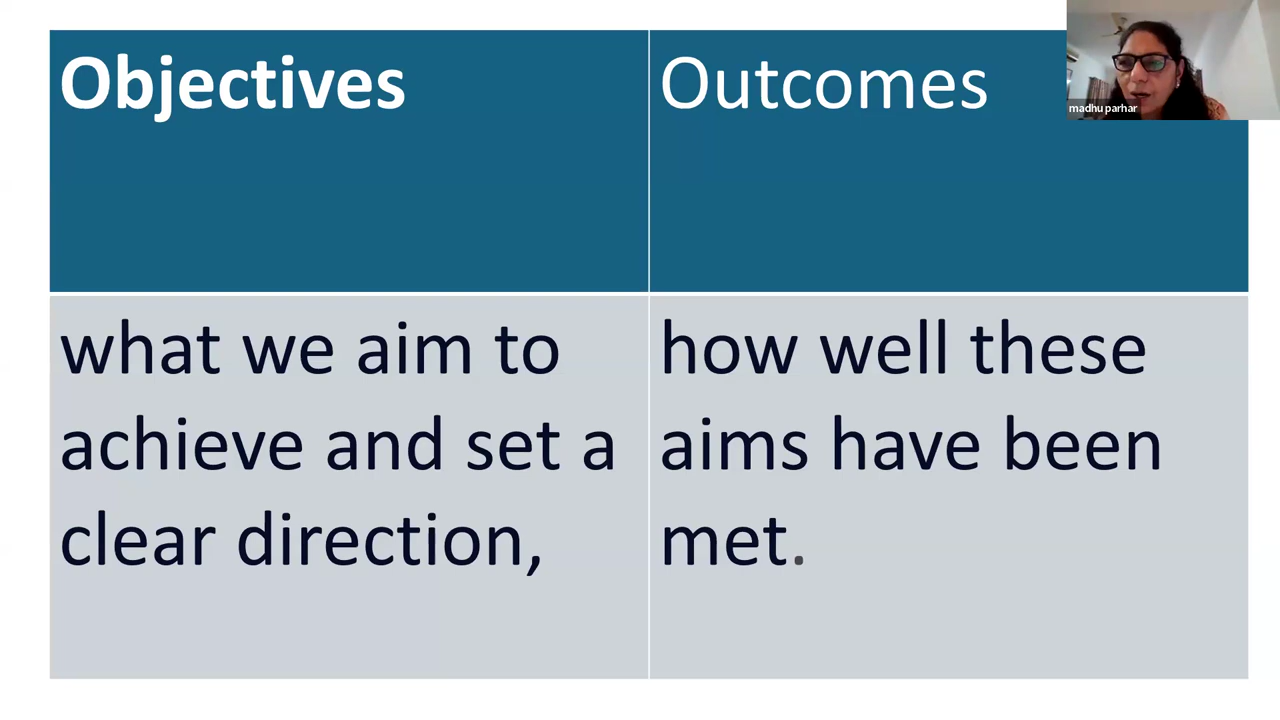 Objectives
Outcomes
madhu parhar
what we aim to
achieve and set a
clear direction,
how well these
aims have been
met.